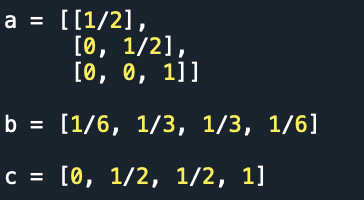 a = [[1/2],
[0, 1/2],
[0, 0, 1]]
b = [1/6, 1/3, 1/3, 1/6]
c = [0, 1/2, 1/2, 1]